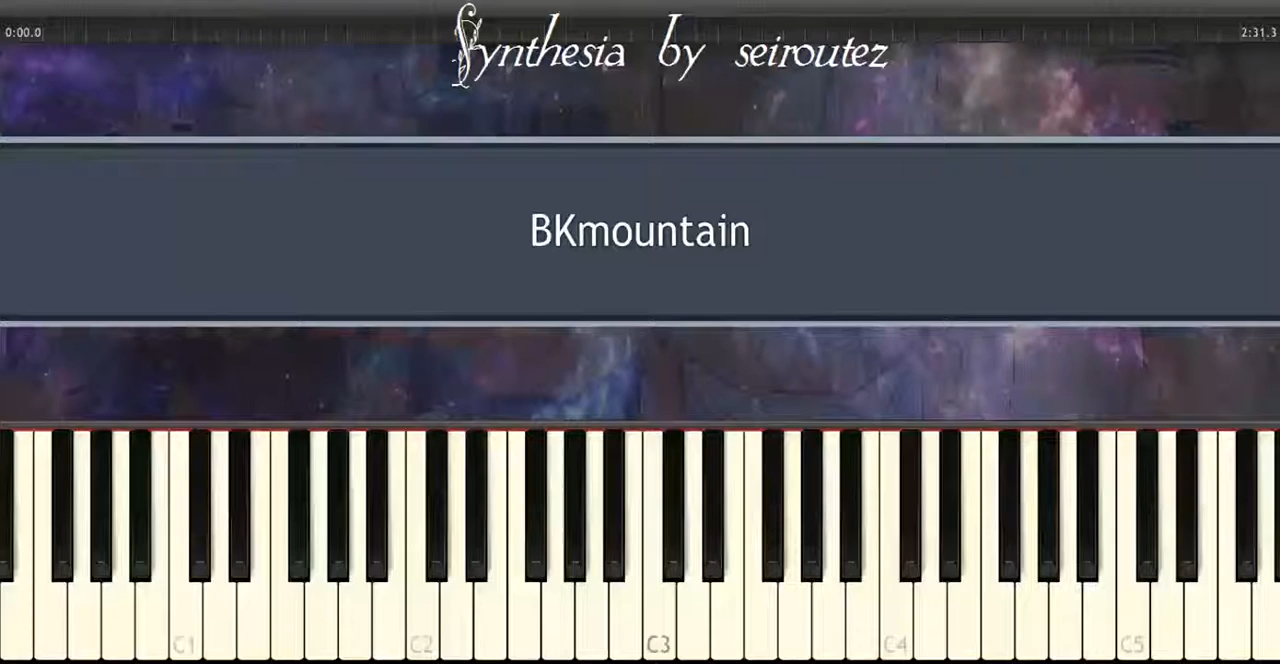 0:00.0
Synthesia by seiroutez
2:31.3
BKmountain
C1 C2 C3 C4 C5